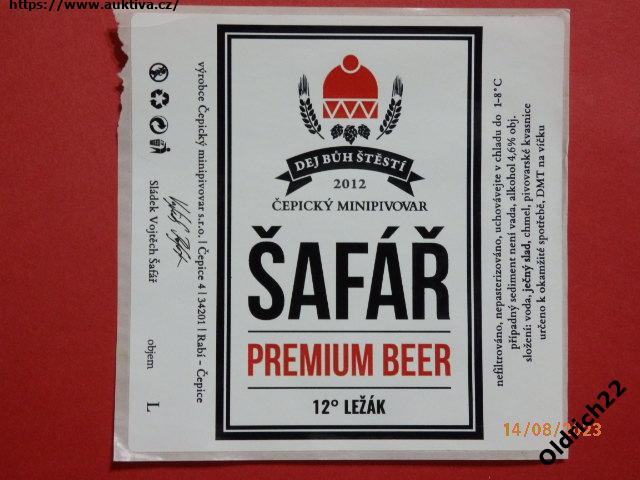 https://www.auktiva.cz/
DEJ BŮH ŠTĚSTÍ
2012
ČEPICKÝ MINIPIVOVAR
ŠAFÁŘ
PREMIUM BEER
12° LEŽÁK
výrobce Čepický minipivovar s.r.o. | Čepice 4 | 34201 | Rabí – Čepice
Sládek Vojtěch Šafář
objem
L
nefiltrováno, nepasterizováno, uchovávejte v chladu do 1-8°C
případný sediment není vada, alkohol 4,6% obj.
složení: voda, ječný slad, chmel, pivovarské kvasnice
určeno k okamžité spotřebě, DMT na víčku
14/08/2023
Oldrich22